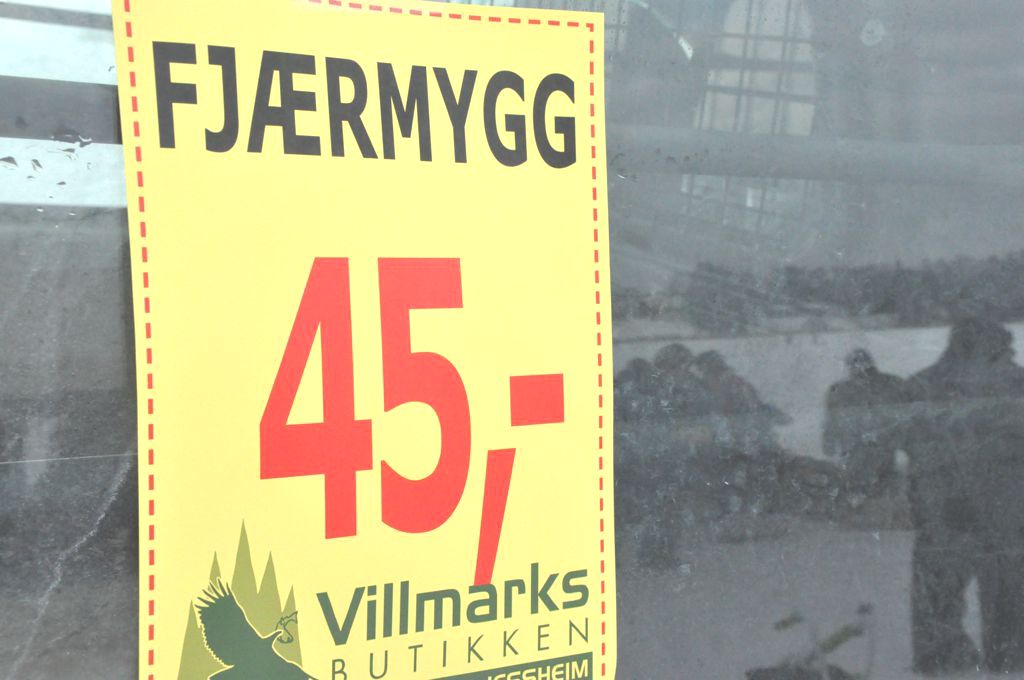 FJÆRMYGG
45,-
Villmarks
BUTIKKEN